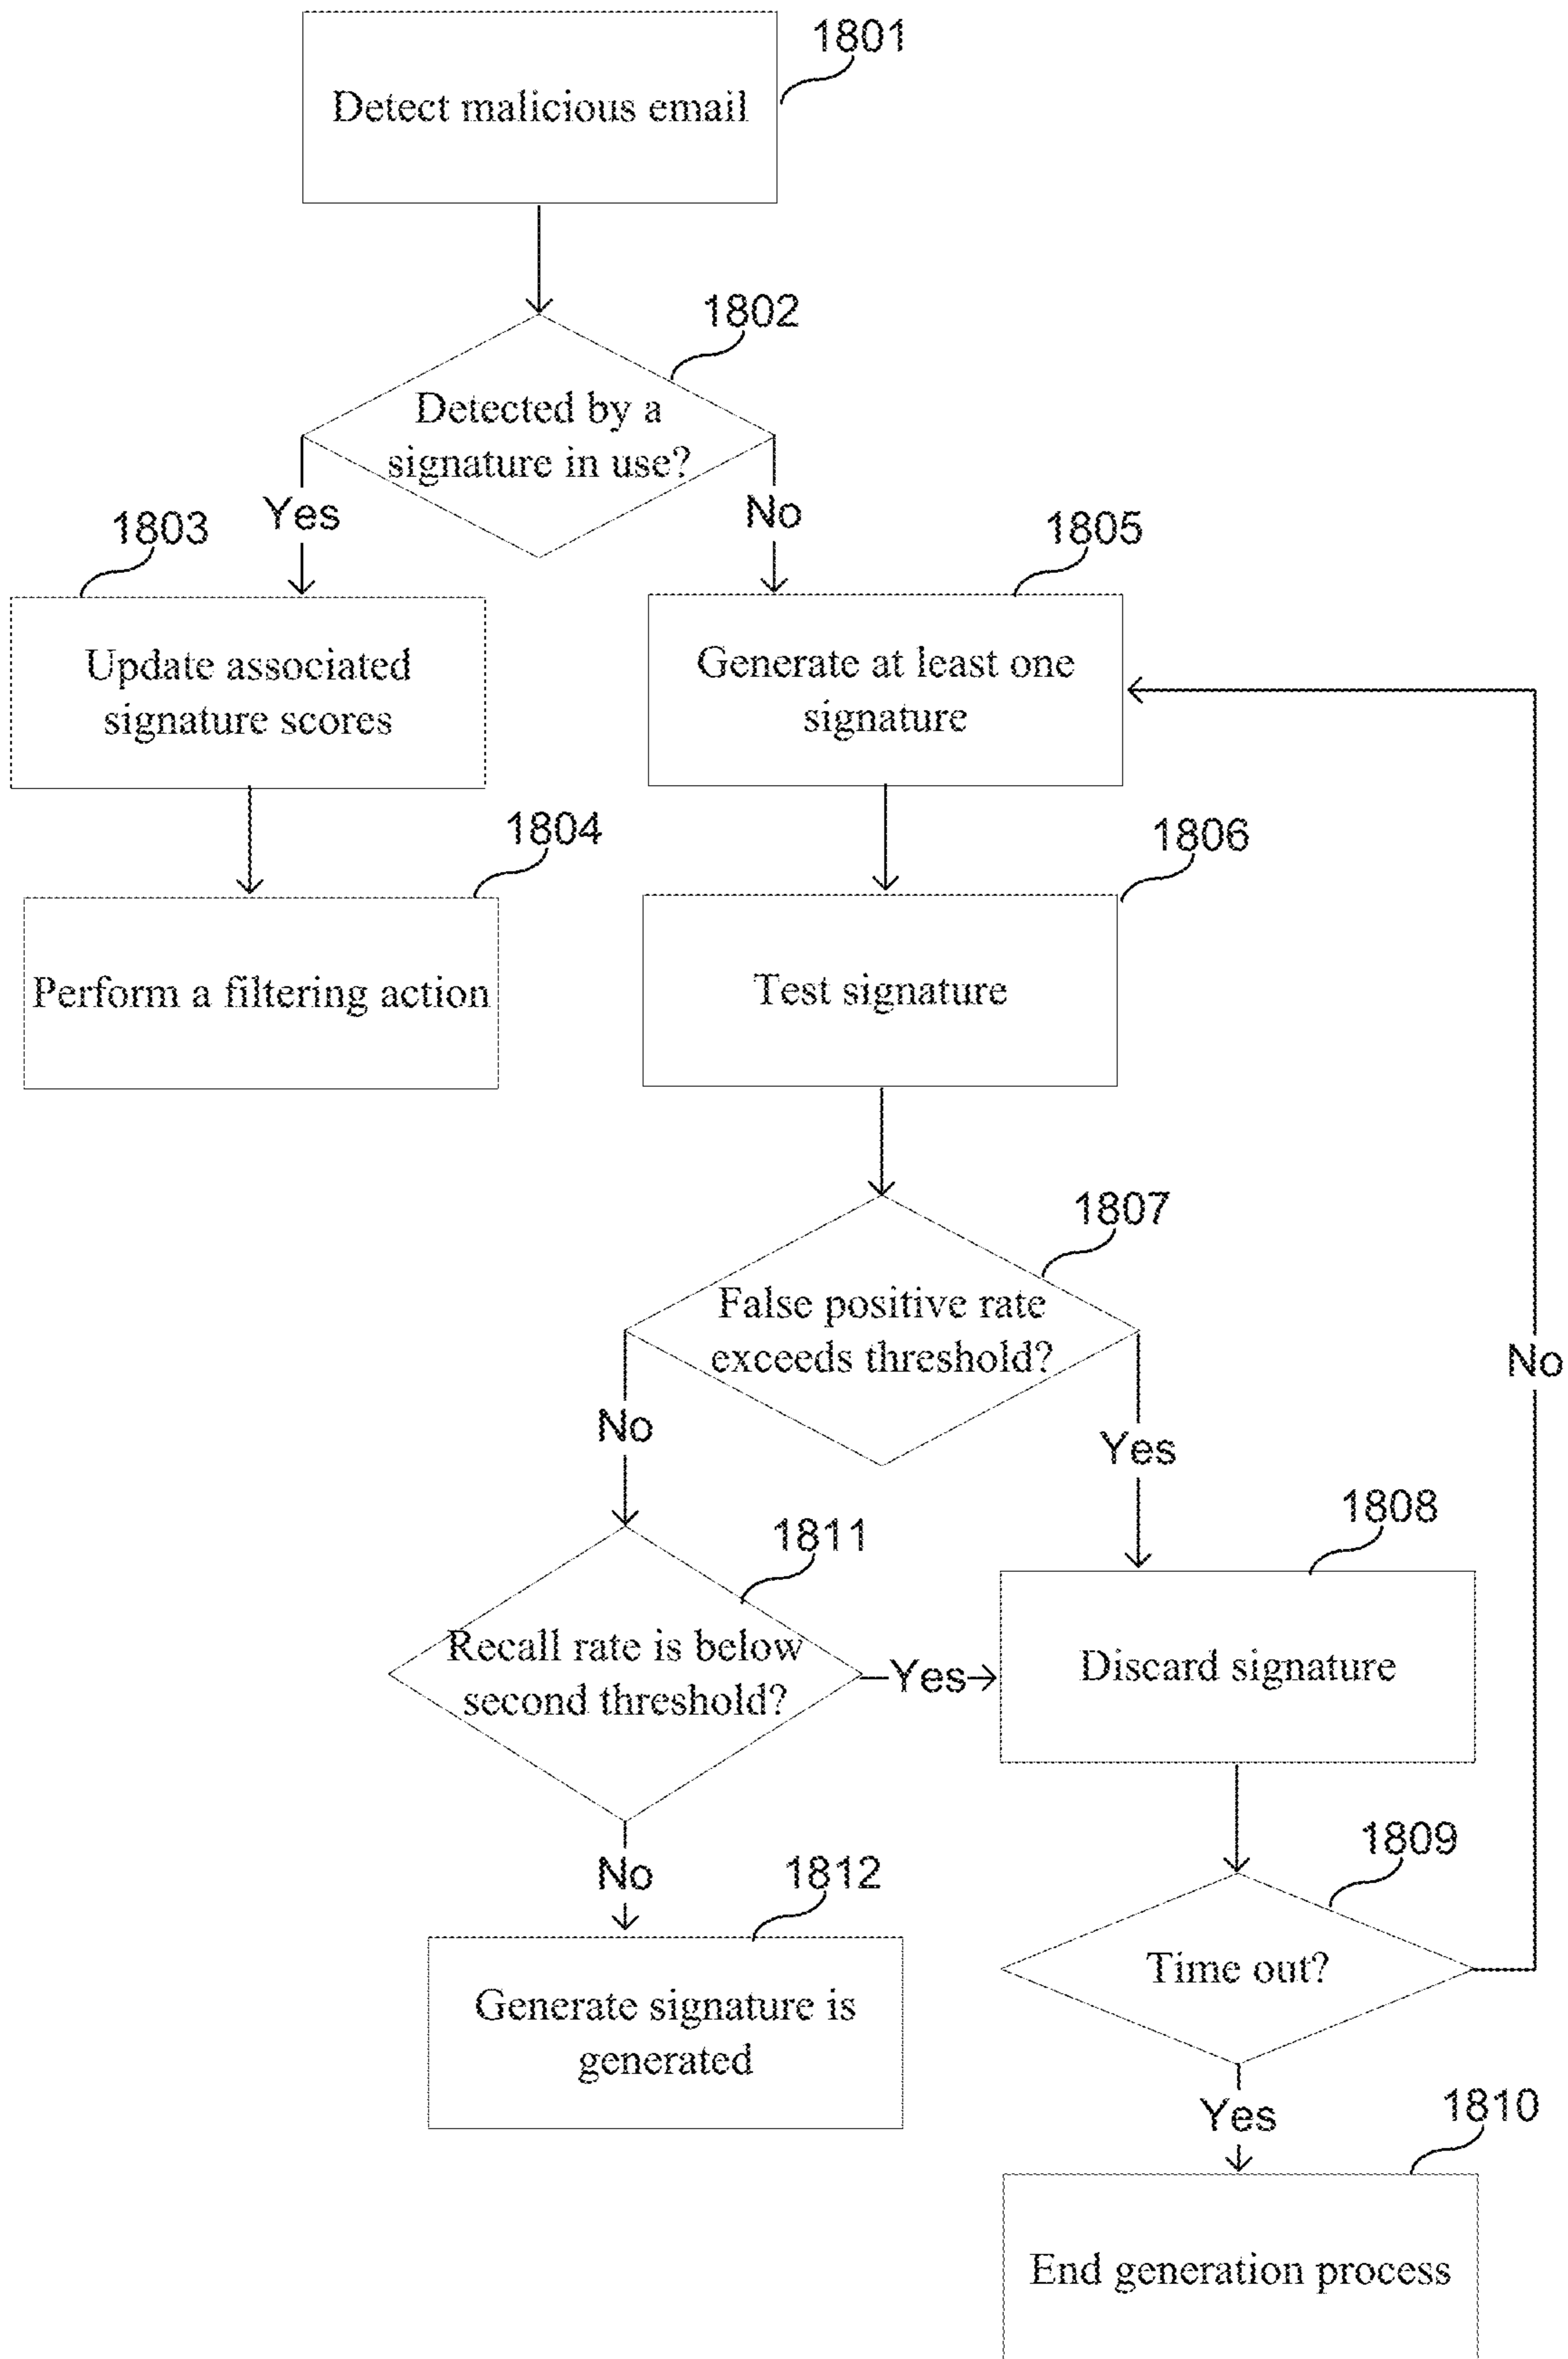 1801
Detect malicious email
1802
Detected by a
signature in use?
Yes
No
1803
1805
Update associated
signature scores
Generate at least one
signature
1804
1806
Perform a filtering action
Test signature
1807
False positive rate
exceeds threshold?
No
No
Yes
1811
1808
Recall rate is below
second threshold?
Yes
Discard signature
1809
No
1812
Time out?
Generate signature is
generated
Yes
1810
End generation process